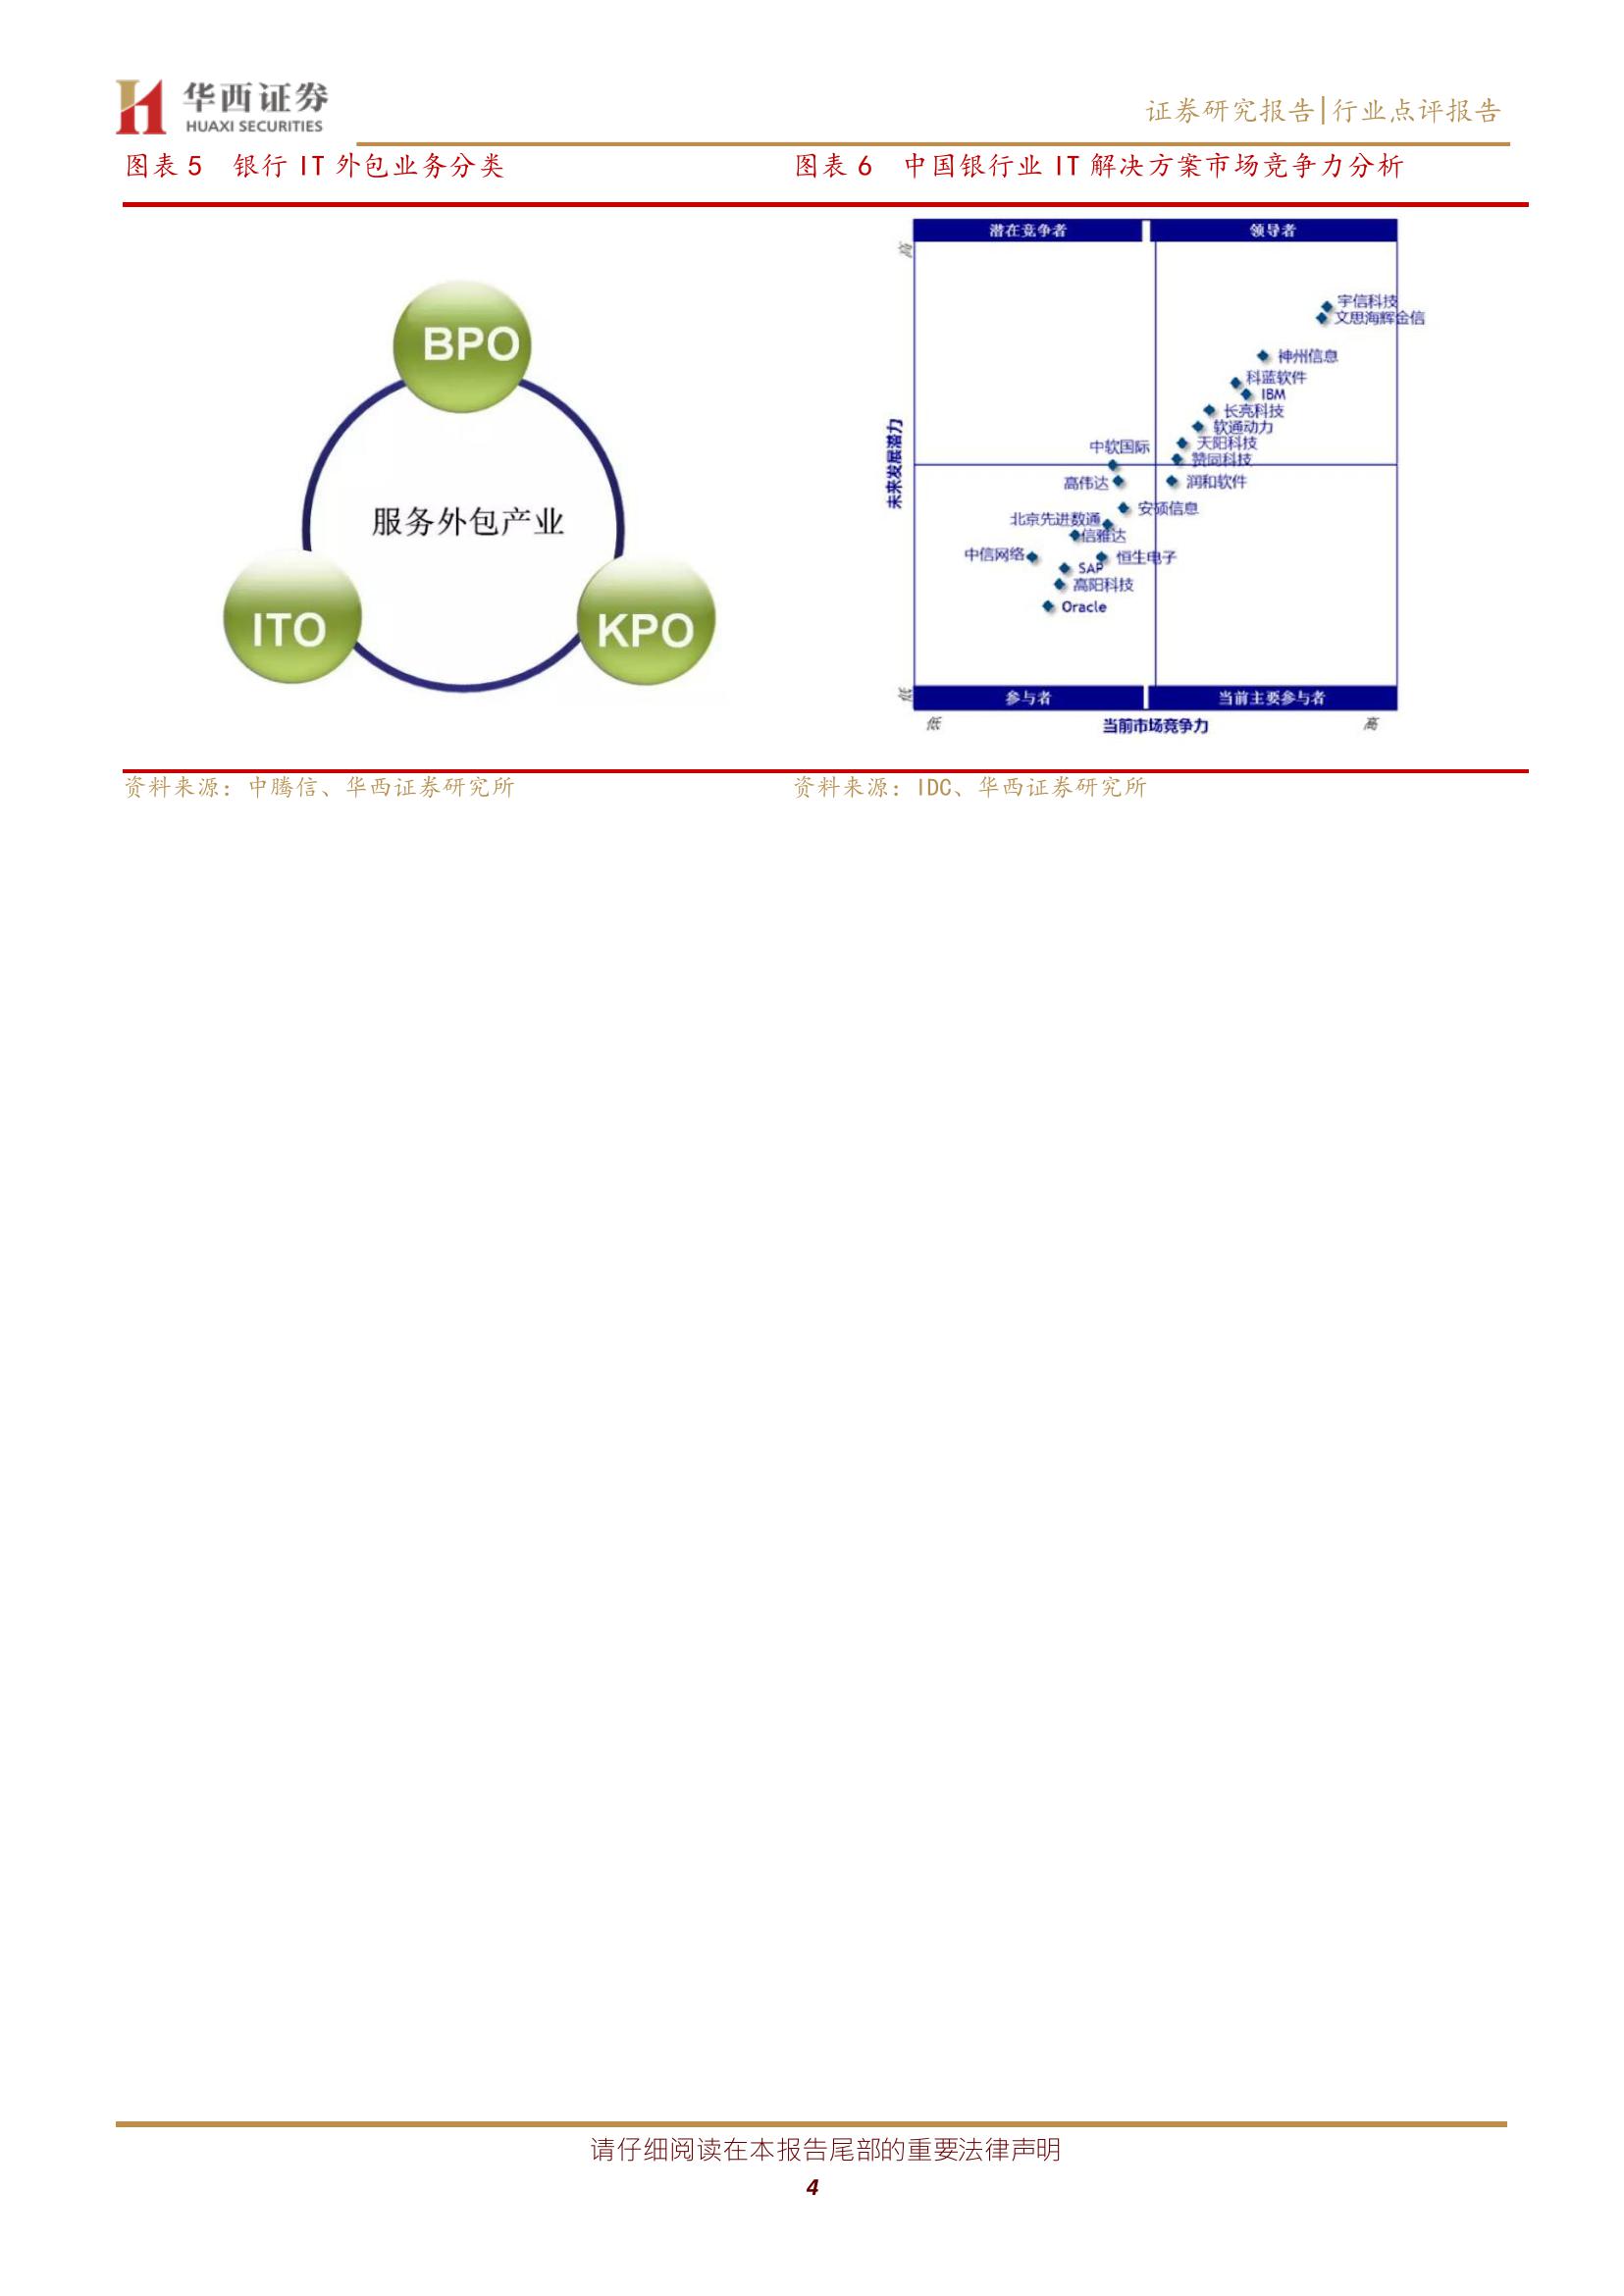 华西证券
HUAXI SECURITIES
证券研究报告|行业点评报告
图表 5 银行 IT 外包业务分类
BPO
服务外包产业
ITO
KPO
资料来源：中腾信、华西证券研究所
图表 6 中国银行业 IT 解决方案市场竞争力分析
潜在竞争者
领导者
高
宇信科技
文思海辉金信
神州信息
科蓝软件
IBM
长亮科技
软通动力
天阳科技
中软国际
赞同科技
未来发展潜力
高伟达
润和软件
安硕信息
北京先进数通
信雅达
中信网络
恒生电子
SAP
高阳科技
Oracle
低
参与者
当前主要参与者
低
当前市场竞争力
高
资料来源：IDC、华西证券研究所
请仔细阅读在本报告尾部的重要法律声明
4